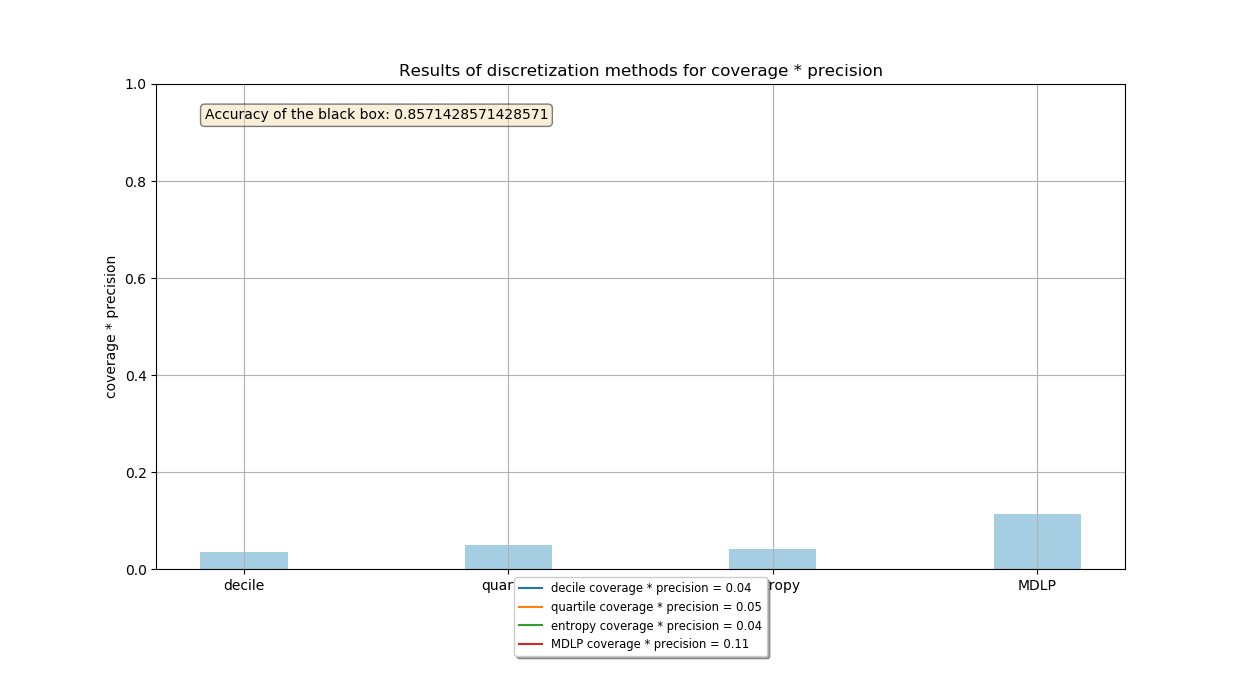 Results of discretization methods for coverage * precision
Accuracy of the black box: 0.8571428571428571
coverage * precision
1.0
0.8
0.6
0.4
0.2
0.0
decile
quar
ropy
MDLP
decile coverage * precision = 0.04
quartile coverage * precision = 0.05
entropy coverage * precision = 0.04
MDLP coverage * precision = 0.11